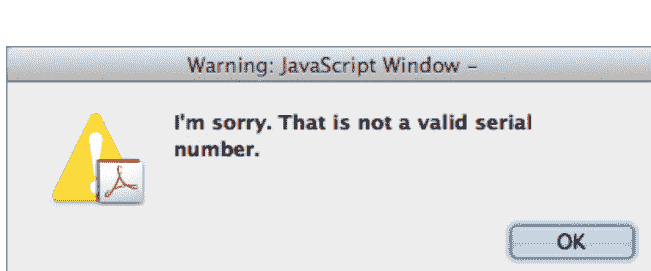 Warning: JavaScript Window –
I'm sorry. That is not a valid serial
number.
OK